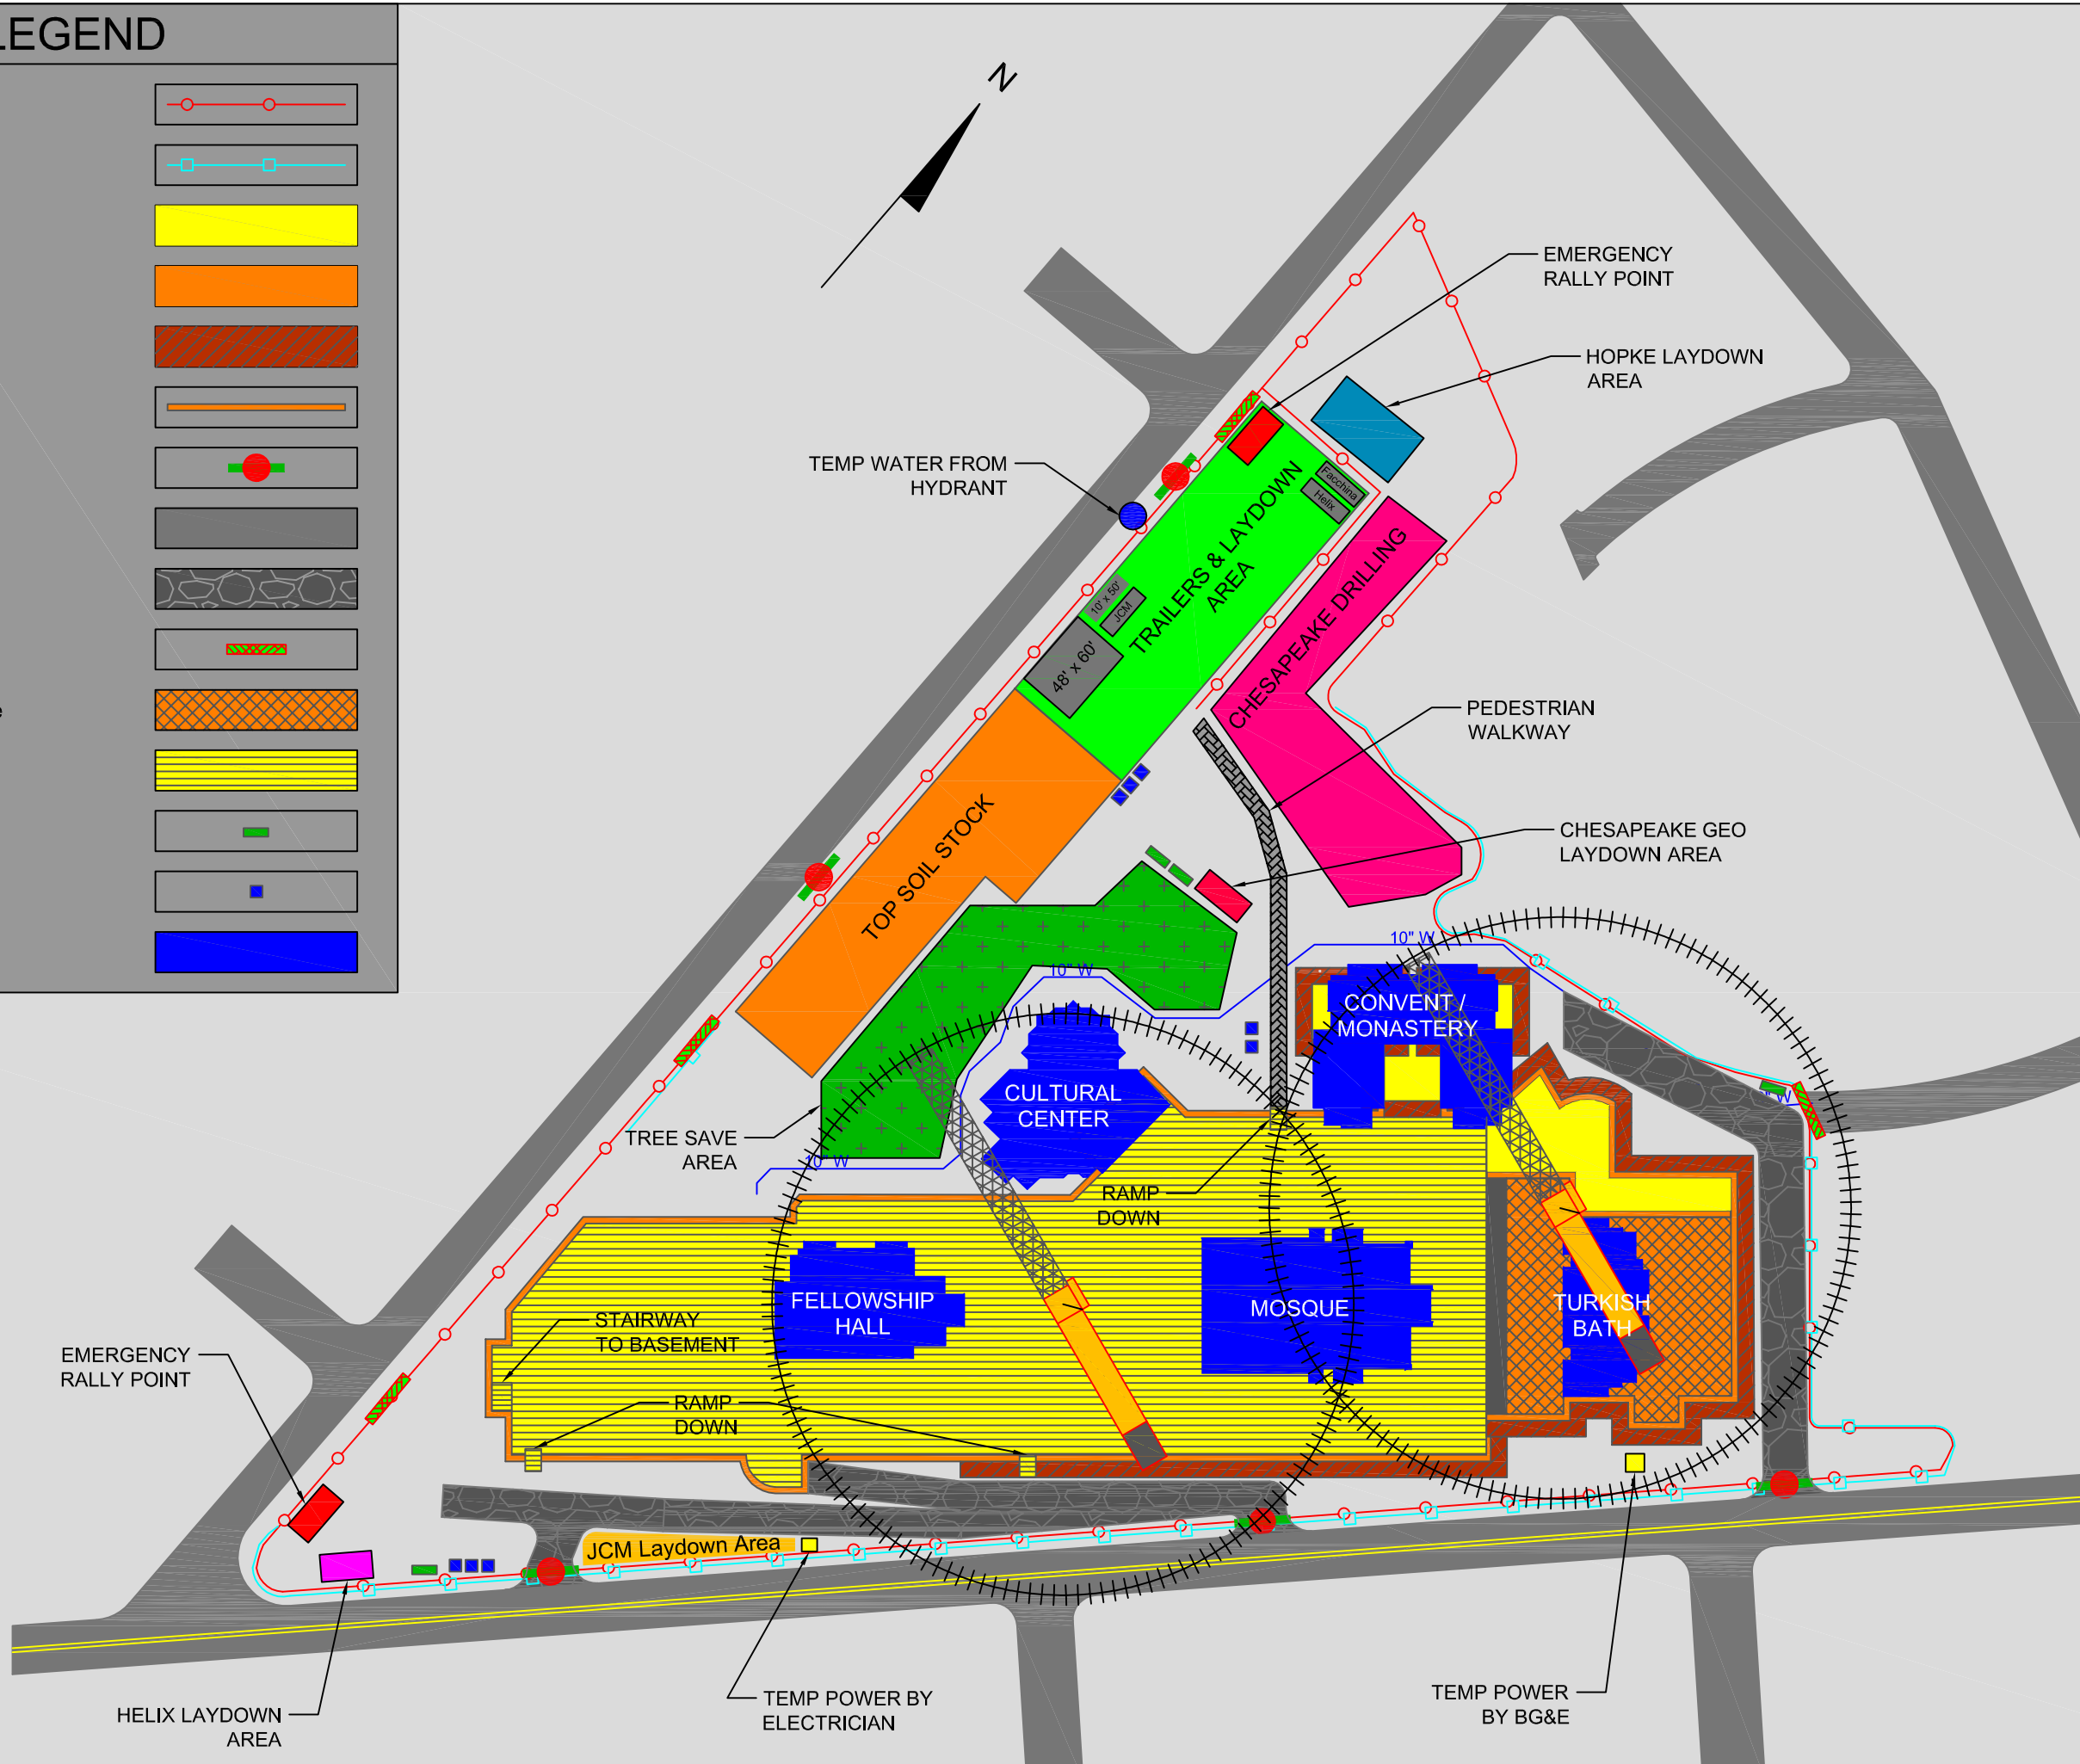 LEGEND
N
EMERGENCY
RALLY POINT
HOPKE LAYDOWN
AREA
TEMP WATER FROM
HYDRANT
Facchina
Helix
TRAILERS & LAYDOWN
AREA
10' x 50'
JCM
48' x 60'
CHESAPEAKE DRILLING
PEDESTRIAN
WALKWAY
TOP SOIL STOCK
CHESAPEAKE GEO
LAYDOWN AREA
10" W
10" W
CONVENT /
MONASTERY
CULTURAL
CENTER
W
TREE SAVE
AREA
10" W
RAMP
DOWN
FELLOWSHIP
HALL
MOSQUE
TURKISH
BATH
STAIRWAY
TO BASEMENT
EMERGENCY
RALLY POINT
RAMP
DOWN
JCM Laydown Area
HELIX LAYDOWN
AREA
TEMP POWER BY
ELECTRICIAN
TEMP POWER
BY BG&E